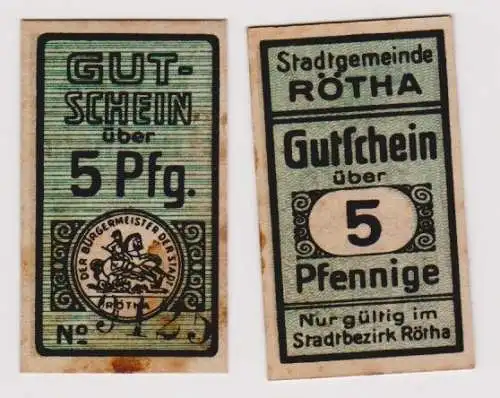 GUT-
SCHEIN
über
5 Pfg.
DER BÜRGERMEISTER DER STADT
RÖTHA
No
Stadtgemeinde
RÖTHA
Gutſchein
über
5
Pfennige
Nur gültig im
Stadtbezirk Rötha